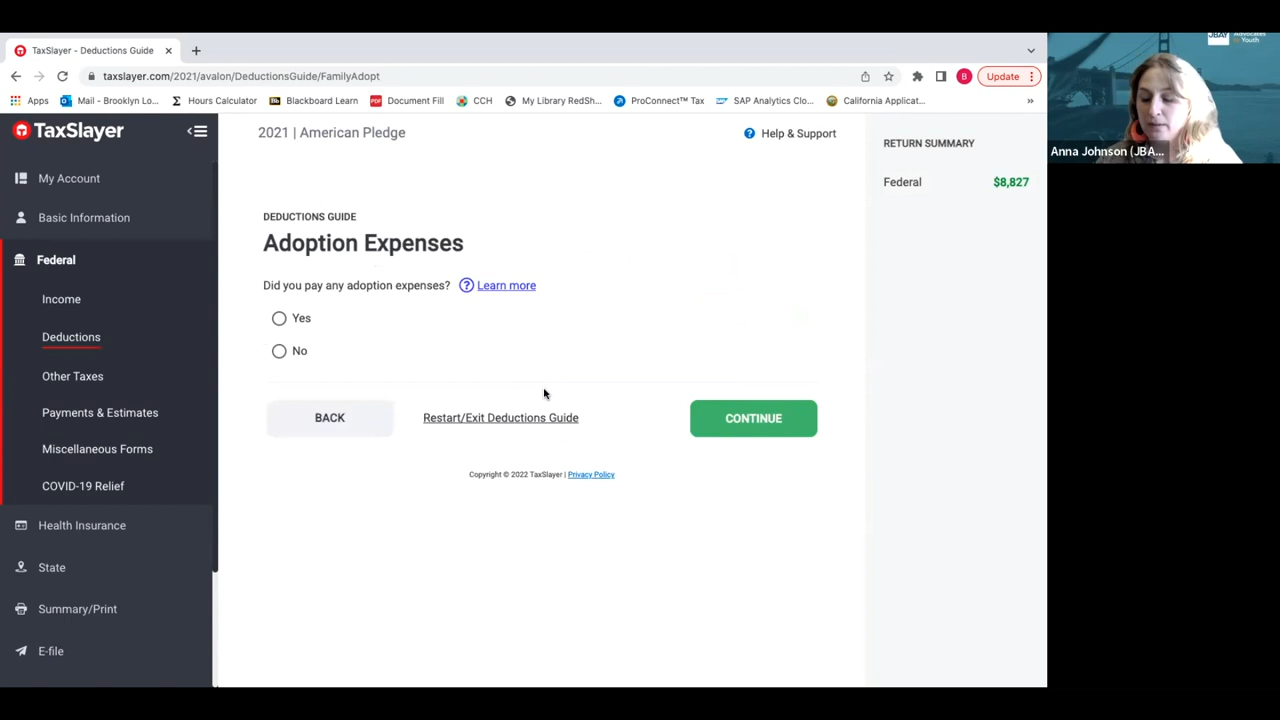 TaxSlayer - Deductions Guide
taxslayer.com/2021/avalon/DeductionsGuide/FamilyAdopt
B
Update
Apps
Mail - Brooklyn Lo...
Hours Calculator
Blackboard Learn
PDF
Document Fill
CCH
My Library RedSh...
ProConnect™ Tax
SAP Analytics Clo...
California Applicat...
»
TaxSlayer
My Account
Basic Information
Federal
Income
Deductions
Other Taxes
Payments & Estimates
Miscellaneous Forms
COVID-19 Relief
Health Insurance
State
Summary/Print
E-file
2021 | American Pledge
Help & Support
DEDUCTIONS GUIDE
Adoption Expenses
Did you pay any adoption expenses? Learn more
Yes
No
BACK
Restart/Exit Deductions Guide
CONTINUE
Copyright © 2022 TaxSlayer | Privacy Policy
RETURN SUMMARY
Federal $8,827
JBAY
Advocates
Youth
Anna Johnson (JBA...